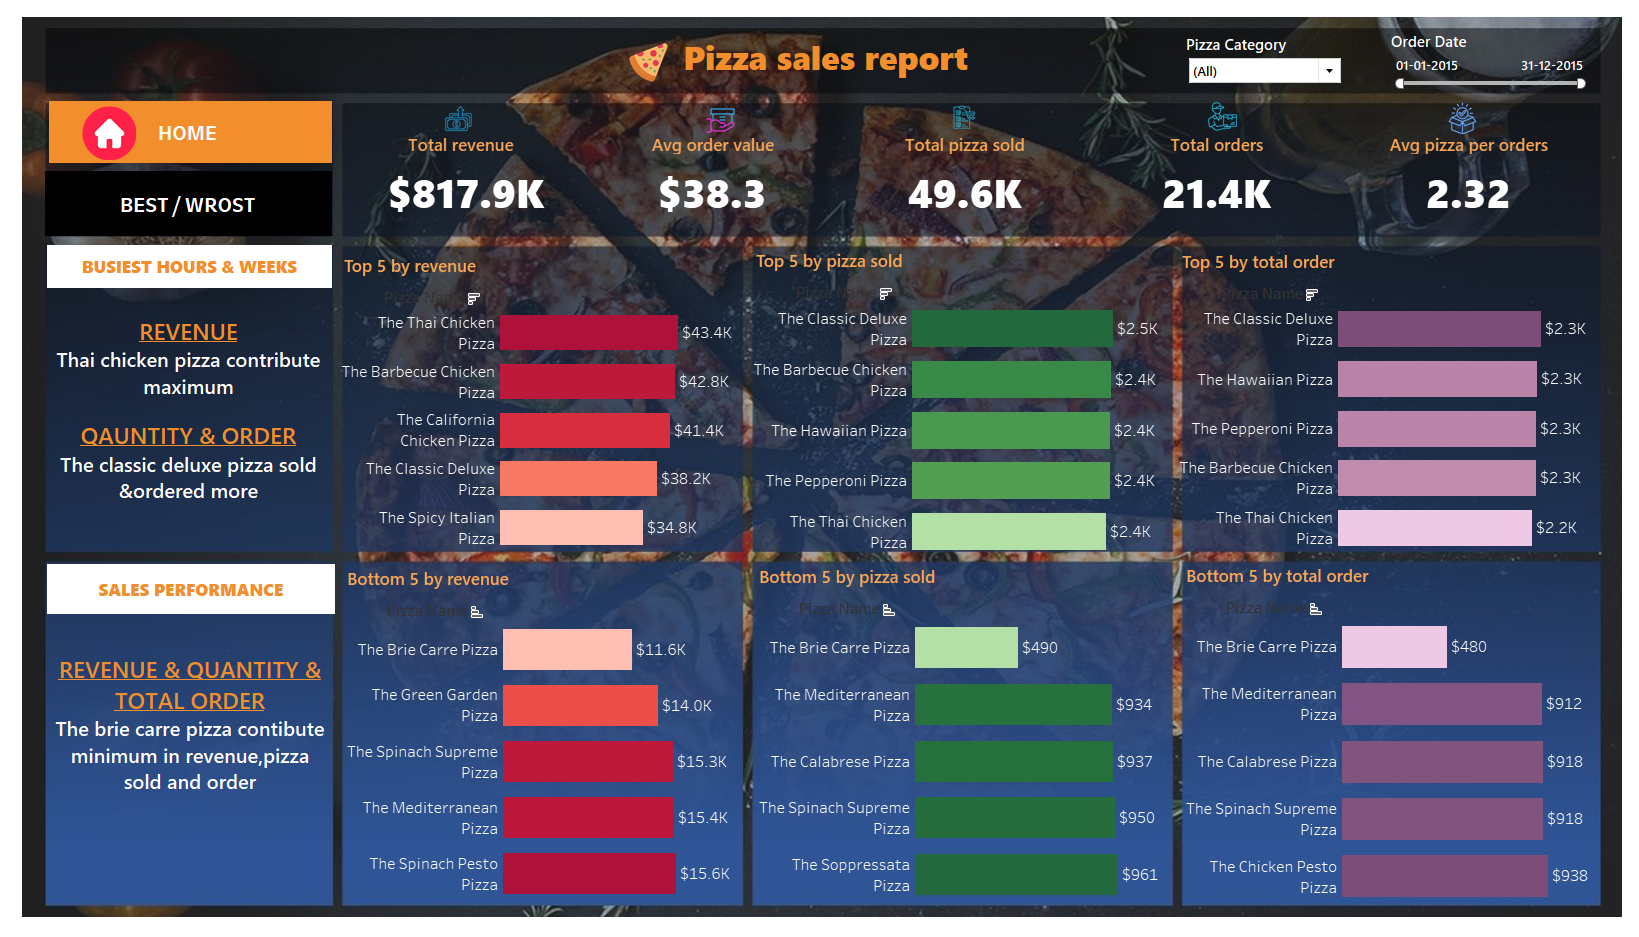 Pizza sales report
Pizza Category
(All)
Order Date
01-01-2015 31-12-2015
HOME
BEST / WROST
Total revenue
$817.9K
Avg order value
$38.3
Total pizza sold
49.6K
Total orders
21.4K
Avg pizza per orders
2.32
BUSIEST HOURS & WEEKS
REVENUE
Thai chicken pizza contribute
maximum
QAUNTITY & ORDER
The classic deluxe pizza sold
&ordered more
Top 5 by revenue
Pizza Name
The Thai Chicken
Pizza
$43.4K
The Barbecue Chicken
Pizza
$42.8K
The California
Chicken Pizza
$41.4K
The Classic Deluxe
Pizza
$38.2K
The Spicy Italian
Pizza
$34.8K
Top 5 by pizza sold
Pizza Name
The Classic Deluxe
Pizza
$2.5K
The Barbecue Chicken
Pizza
$2.4K
The Hawaiian Pizza
$2.4K
The Pepperoni Pizza
$2.4K
The Thai Chicken
Pizza
$2.4K
Top 5 by total order
Pizza Name
The Classic Deluxe
Pizza
$2.3K
The Hawaiian Pizza
$2.3K
The Pepperoni Pizza
$2.3K
The Barbecue Chicken
Pizza
$2.3K
The Thai Chicken
Pizza
$2.2K
SALES PERFORMANCE
REVENUE & QUANTITY &
TOTAL ORDER
The brie carre pizza contibute
minimum in revenue,pizza
sold and order
Bottom 5 by revenue
Pizza Name
The Brie Carre Pizza
$11.6K
The Green Garden
Pizza
$14.0K
The Spinach Supreme
Pizza
$15.3K
The Mediterranean
Pizza
$15.4K
The Spinach Pesto
Pizza
$15.6K
Bottom 5 by pizza sold
Pizza Name
The Brie Carre Pizza
$490
The Mediterranean
Pizza
$934
The Calabrese Pizza
$937
The Spinach Supreme
Pizza
$950
The Soppressata
Pizza
$961
Bottom 5 by total order
Pizza Name
The Brie Carre Pizza
$480
The Mediterranean
Pizza
$912
The Calabrese Pizza
$918
The Spinach Supreme
Pizza
$918
The Chicken Pesto
Pizza
$938